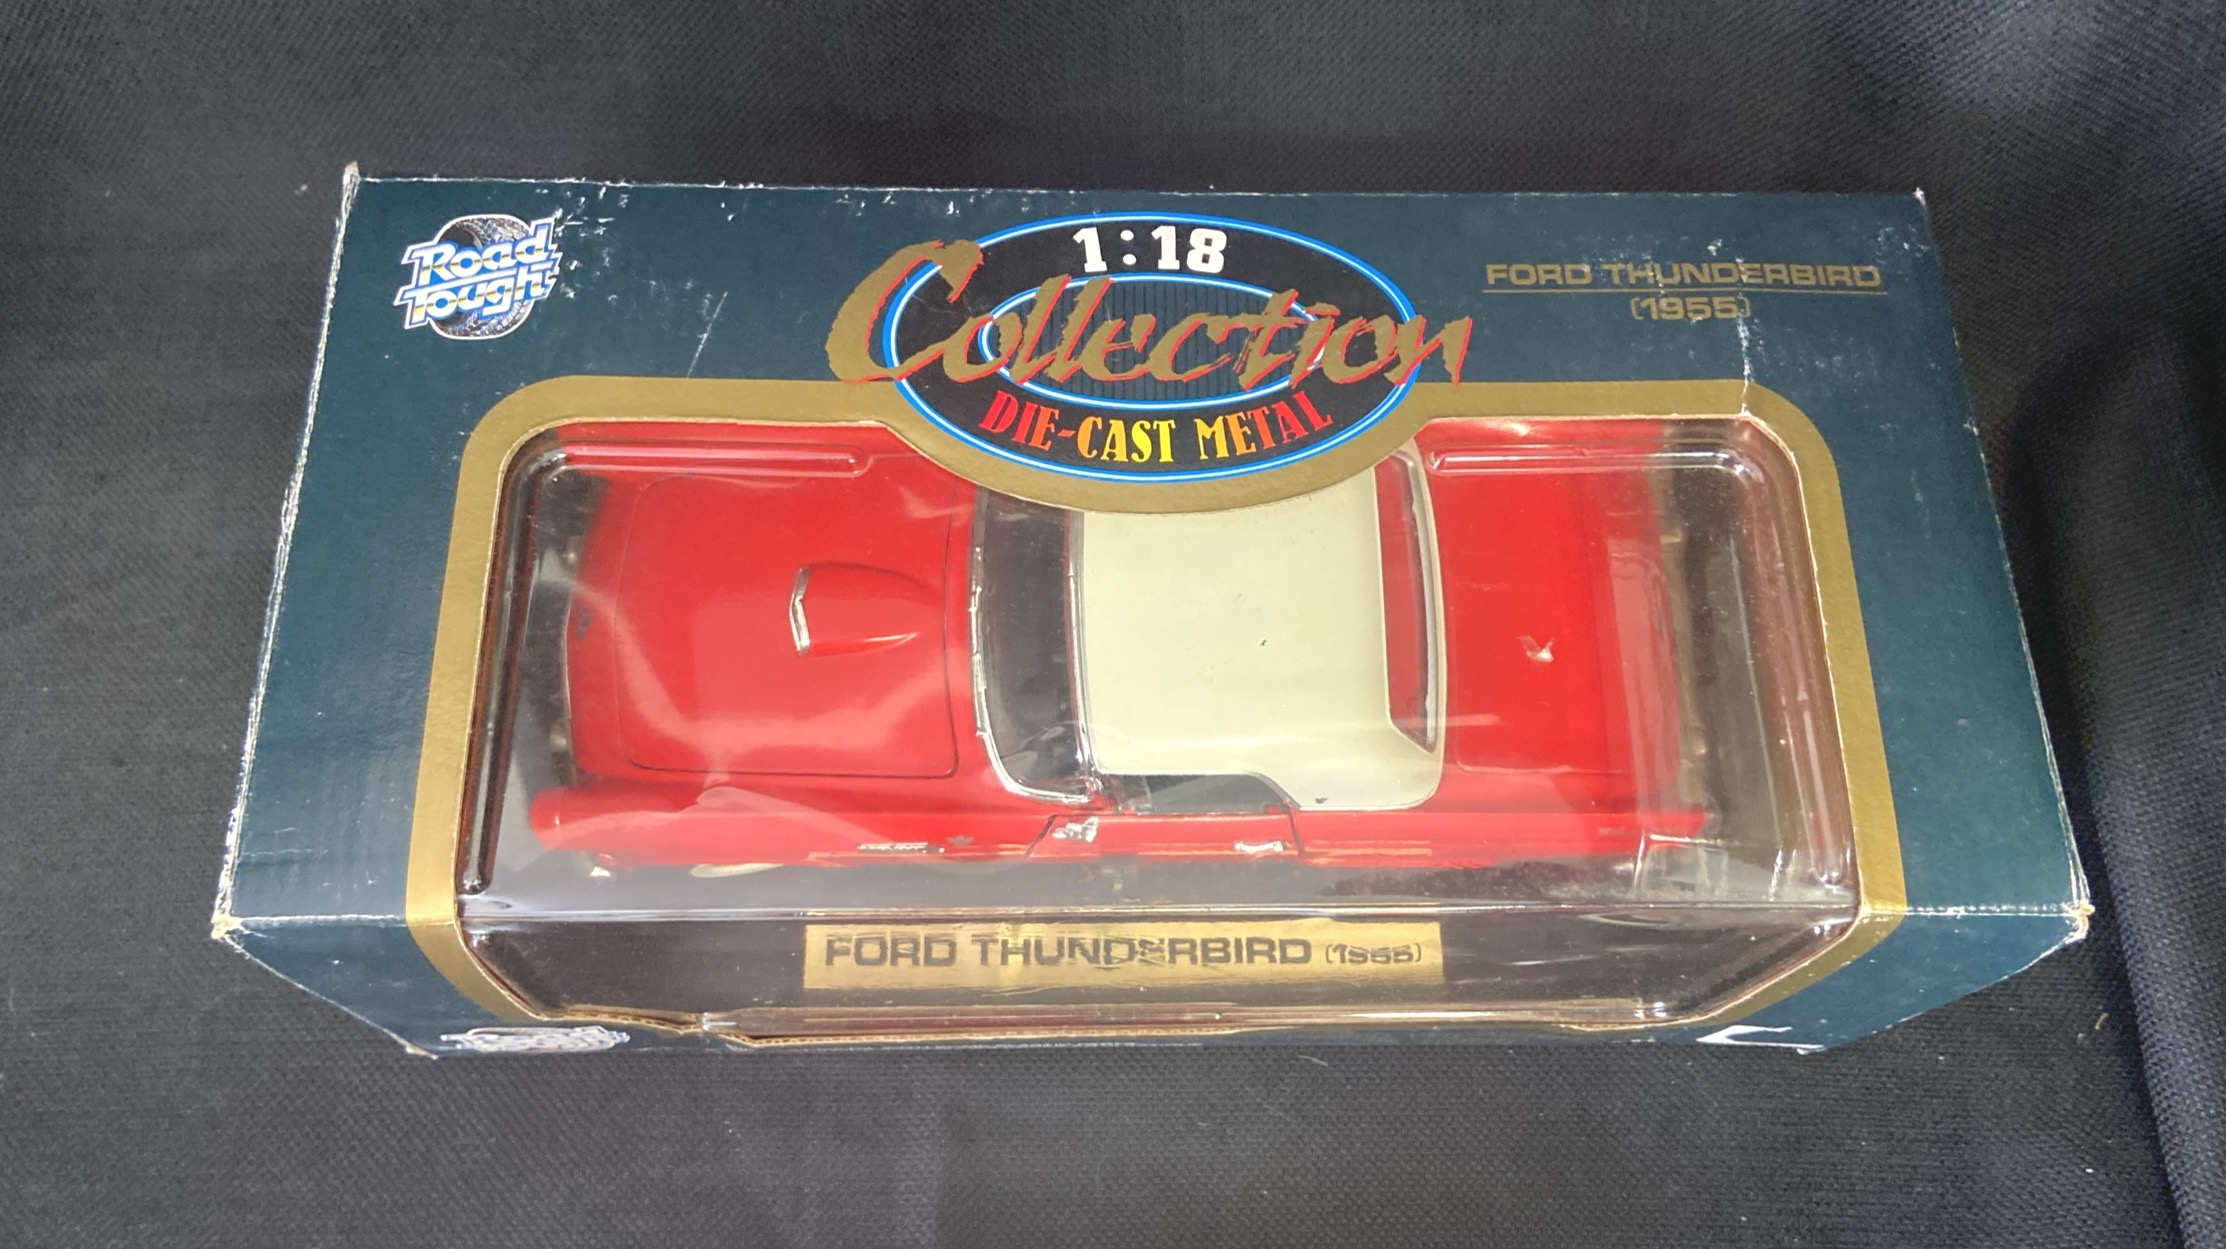 Road
Tough
1:18
Collection
DIE-CAST METAL
FORD THUNDERBIRD
(1955)
FORD THUNDERBIRD (1955)